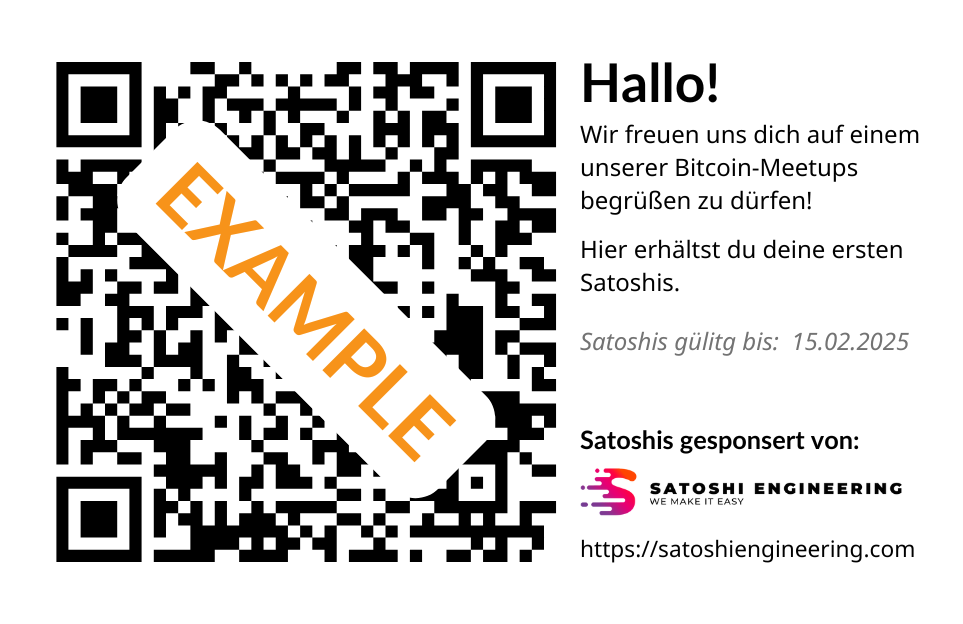 EXAMPLE
Hallo!
Wir freuen uns dich auf einem
unserer Bitcoin-Meetups
begrüßen zu dürfen!
Hier erhältst du deine ersten
Satoshis.
Satoshis gülitg bis: 15.02.2025
Satoshis gesponsert von:
SATOSHI ENGINEERING
WE MAKE IT EASY
https://satoshiengineering.com